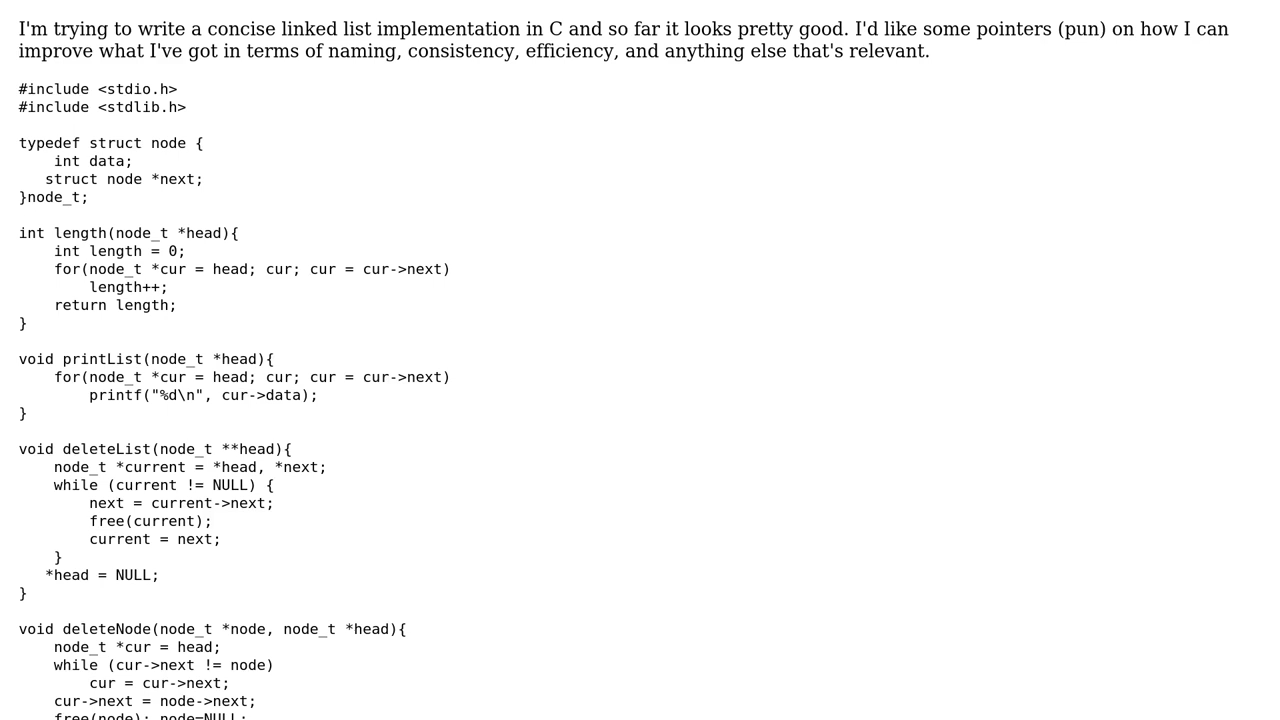 I'm trying to write a concise linked list implementation in C and so far it looks pretty good. I'd like some pointers (pun) on how I can
improve what I've got in terms of naming, consistency, efficiency, and anything else that's relevant.

#include <stdio.h>
#include <stdlib.h>

typedef struct node {
    int data;
   struct node *next;
}node_t;

int length(node_t *head){
    int length = 0;
    for(node_t *cur = head; cur; cur = cur->next)
        length++;
    return length;
}

void printList(node_t *head){
    for(node_t *cur = head; cur; cur = cur->next)
        printf("%d\n", cur->data);
}

void deleteList(node_t **head){
    node_t *current = *head, *next;
    while (current != NULL) {
        next = current->next;
        free(current);
        current = next;
    }
   *head = NULL;
}

void deleteNode(node_t *node, node_t *head){
    node_t *cur = head;
    while (cur->next != node)
        cur = cur->next;
    cur->next = node->next;
    free(node); node=NULL;